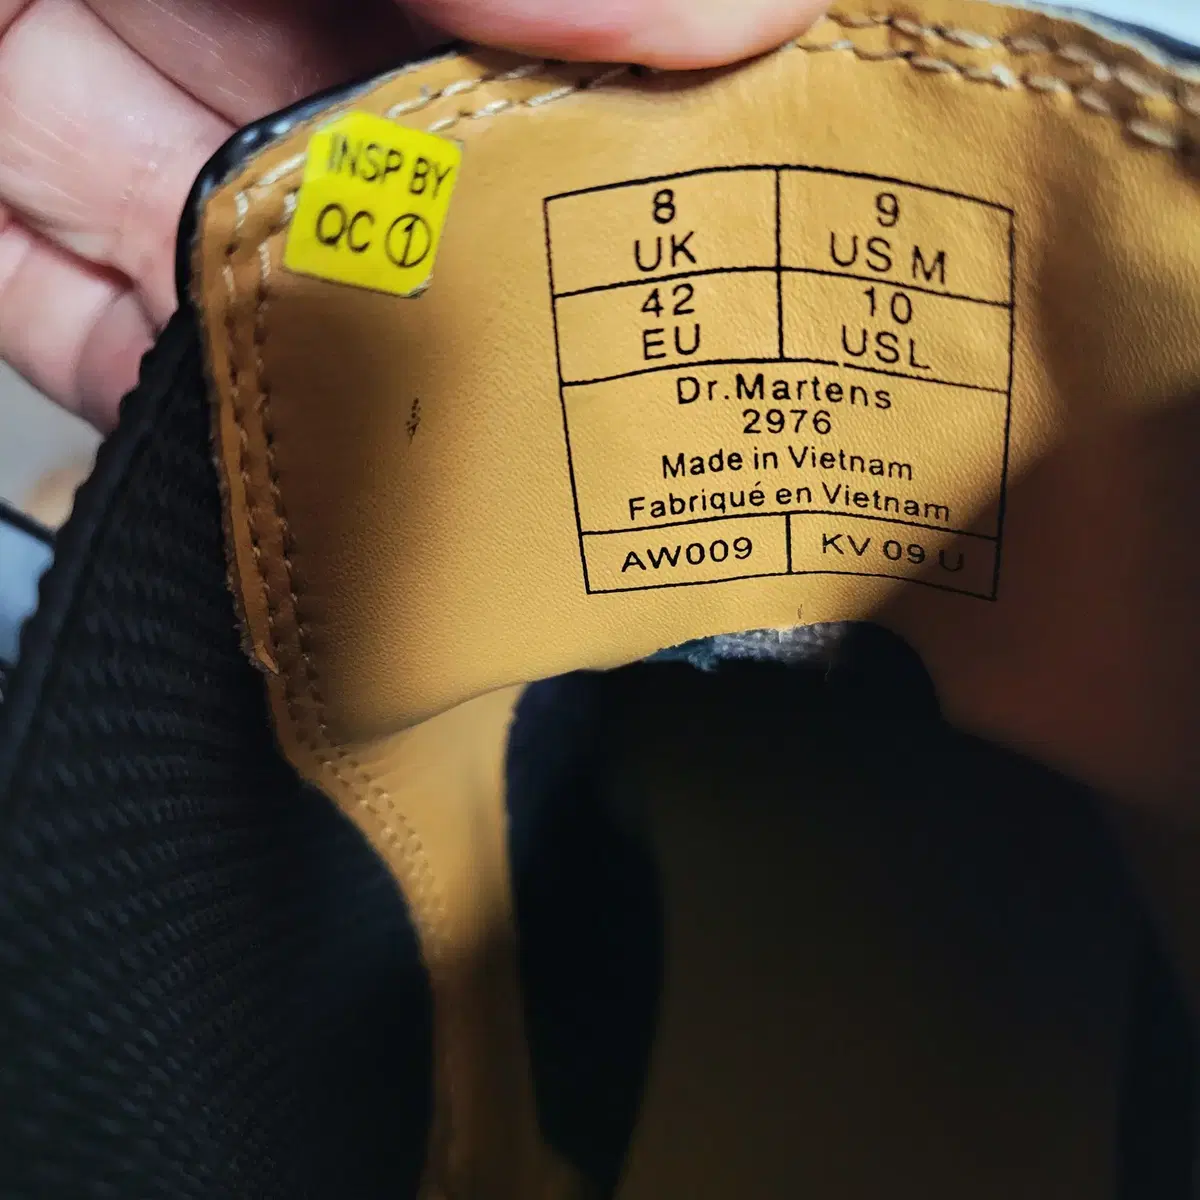 INSP BY
QC ①
8
UK
9
US M
42
EU
10
USL
Dr.Martens
2976
Made in Vietnam
Fabriqué en Vietnam
AW009
KV 09 U